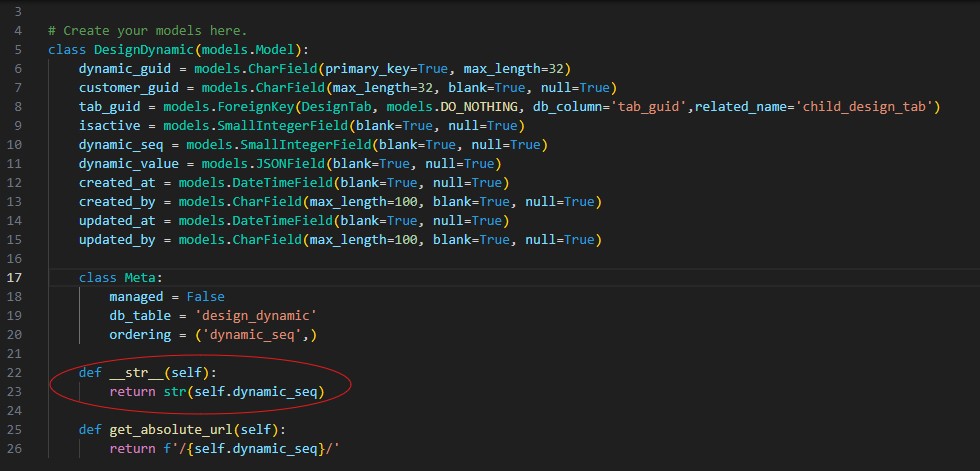 3
4 # Create your models here.
5 class DesignDynamic(models.Model):
6 dynamic_guid = models.CharField(primary_key=True, max_length=32)
7 customer_guid = models.CharField(max_length=32, blank=True, null=True)
8 tab_guid = models.ForeignKey(DesignTab, models.DO_NOTHING, db_column='tab_guid',related_name='child_design_tab')
9 isactive = models.SmallIntegerField(blank=True, null=True)
10 dynamic_seq = models.SmallIntegerField(blank=True, null=True)
11 dynamic_value = models.JSONField(blank=True, null=True)
12 created_at = models.DateTimeField(blank=True, null=True)
13 created_by = models.CharField(max_length=100, blank=True, null=True)
14 updated_at = models.DateTimeField(blank=True, null=True)
15 updated_by = models.CharField(max_length=100, blank=True, null=True)
16
17 class Meta:
18 managed = False
19 db_table = 'design_dynamic'
20 ordering = ('dynamic_seq',)
21
22 def __str__(self):
23 return str(self.dynamic_seq)
24
25 def get_absolute_url(self):
26 return f'/{self.dynamic_seq}/'